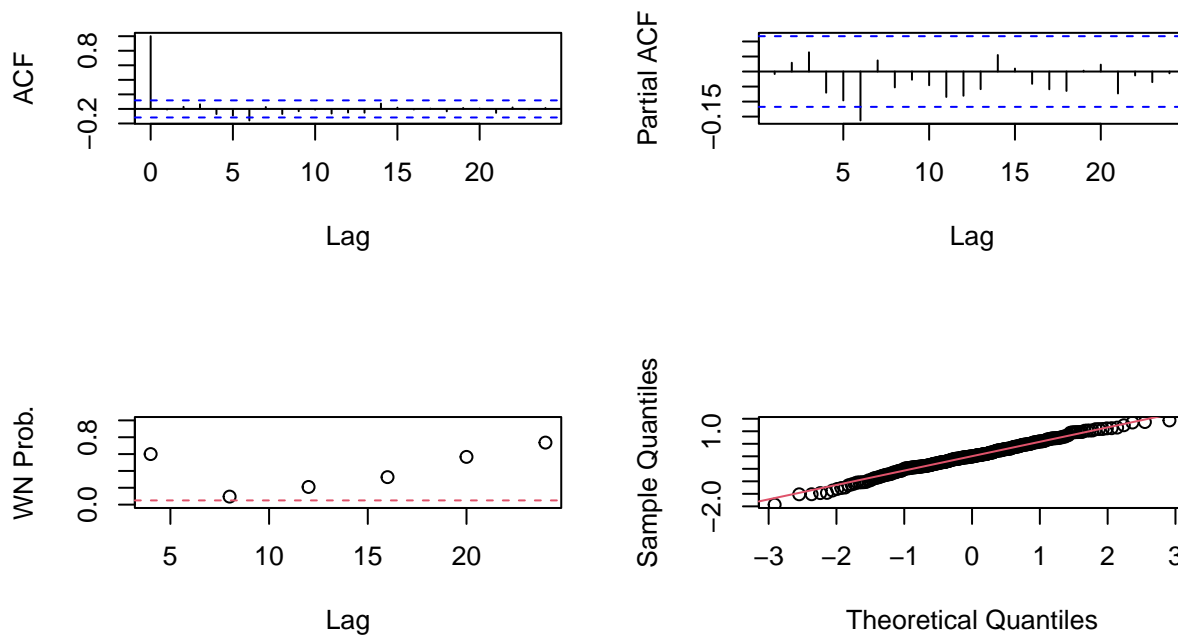 ACF
0.8
−0.2
0 5 10 15 20
Lag
Partial ACF
−0.15
5 10 15 20
Lag
WN Prob.
0.8
0.0
5 10 15 20
Lag
Sample Quantiles
1.0
−2.0
−3 −2 −1 0 1 2 3
Theoretical Quantiles